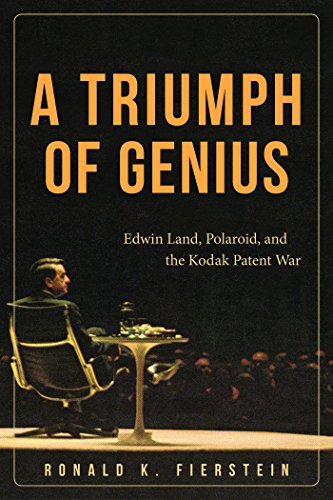 A TRIUMPH
OF GENIUS
Edwin Land, Polaroid, and
the Kodak Patent War
RONALD K. FIERSTEIN